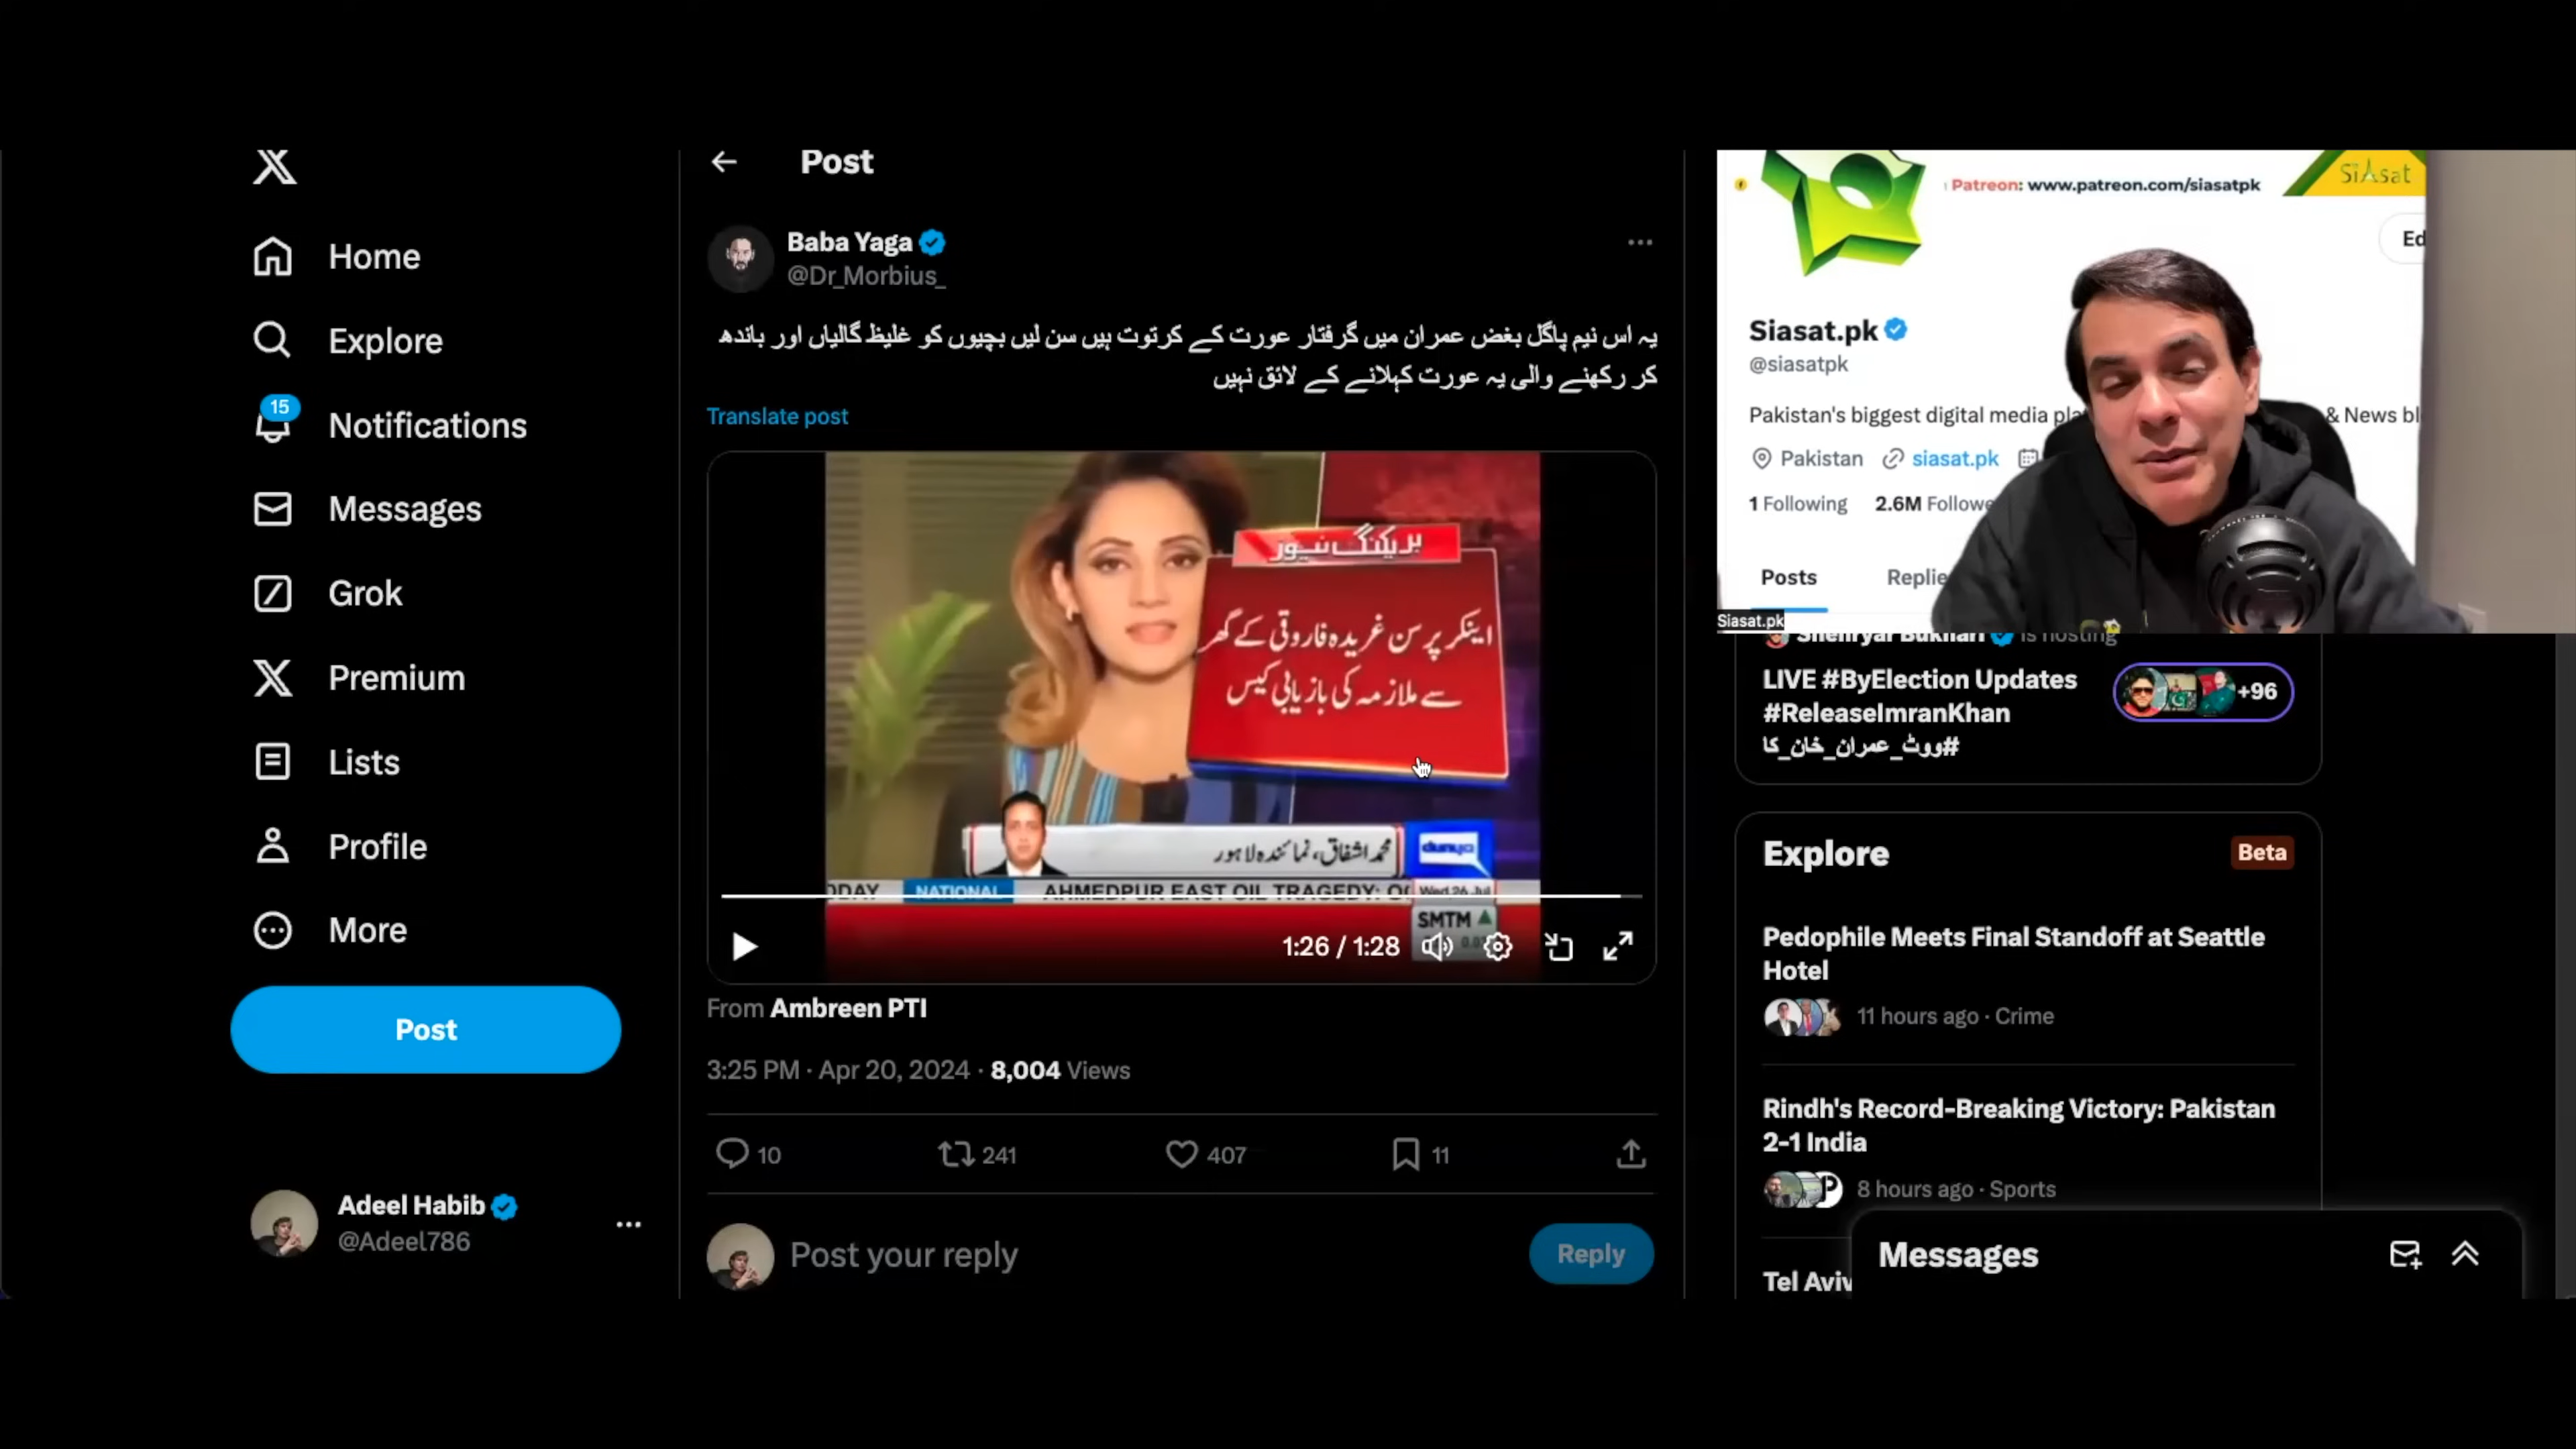 Home
Explore
15
Notifications
Messages
Grok
Premium
Lists
Profile
More
Post
Adeel Habib
@Adeel786
Post
Baba Yaga
@Dr_Morbius_
یہ اس نیم پاگل بغض عمران میں گرفتار عورت کے کرتوت ہیں سن لیں بچیوں کو غلیظ گالیاں اور باندھ
کر رکھنے والی یہ عورت کہلانے کے لائق نہیں
Translate post
بریکنگ نیوز
اینکر پرسن غریدہ فاروقی کے گھر
سے ملازمہ کی بازیابی کیس
محمد اشفاق، نمائندہ لاہور
dunya
NATIONAL
AHMEDPUR EAST OIL TRAGEDY:
Wed 26 Jul
SMTM
1:26 / 1:28
From Ambreen PTI
3:25 PM · Apr 20, 2024 · 8,004 Views
10
241
407
11
Post your reply
Reply
Patreon: www.patreon.com/siasatpk
SiAsat
Siasat.pk
@siasatpk
Pakistan's biggest digital media & News
Pakistan
siasat.pk
1 Following
2.6M
Posts
Siasat.pk
is hosting
LIVE #ByElection Updates
#ReleaseImranKhan
#ووٹ_عمران_خان_کا
+96
Explore
Beta
Pedophile Meets Final Standoff at Seattle
Hotel
11 hours ago · Crime
Rindh's Record-Breaking Victory: Pakistan
2-1 India
8 hours ago · Sports
Tel Aviv
Messages